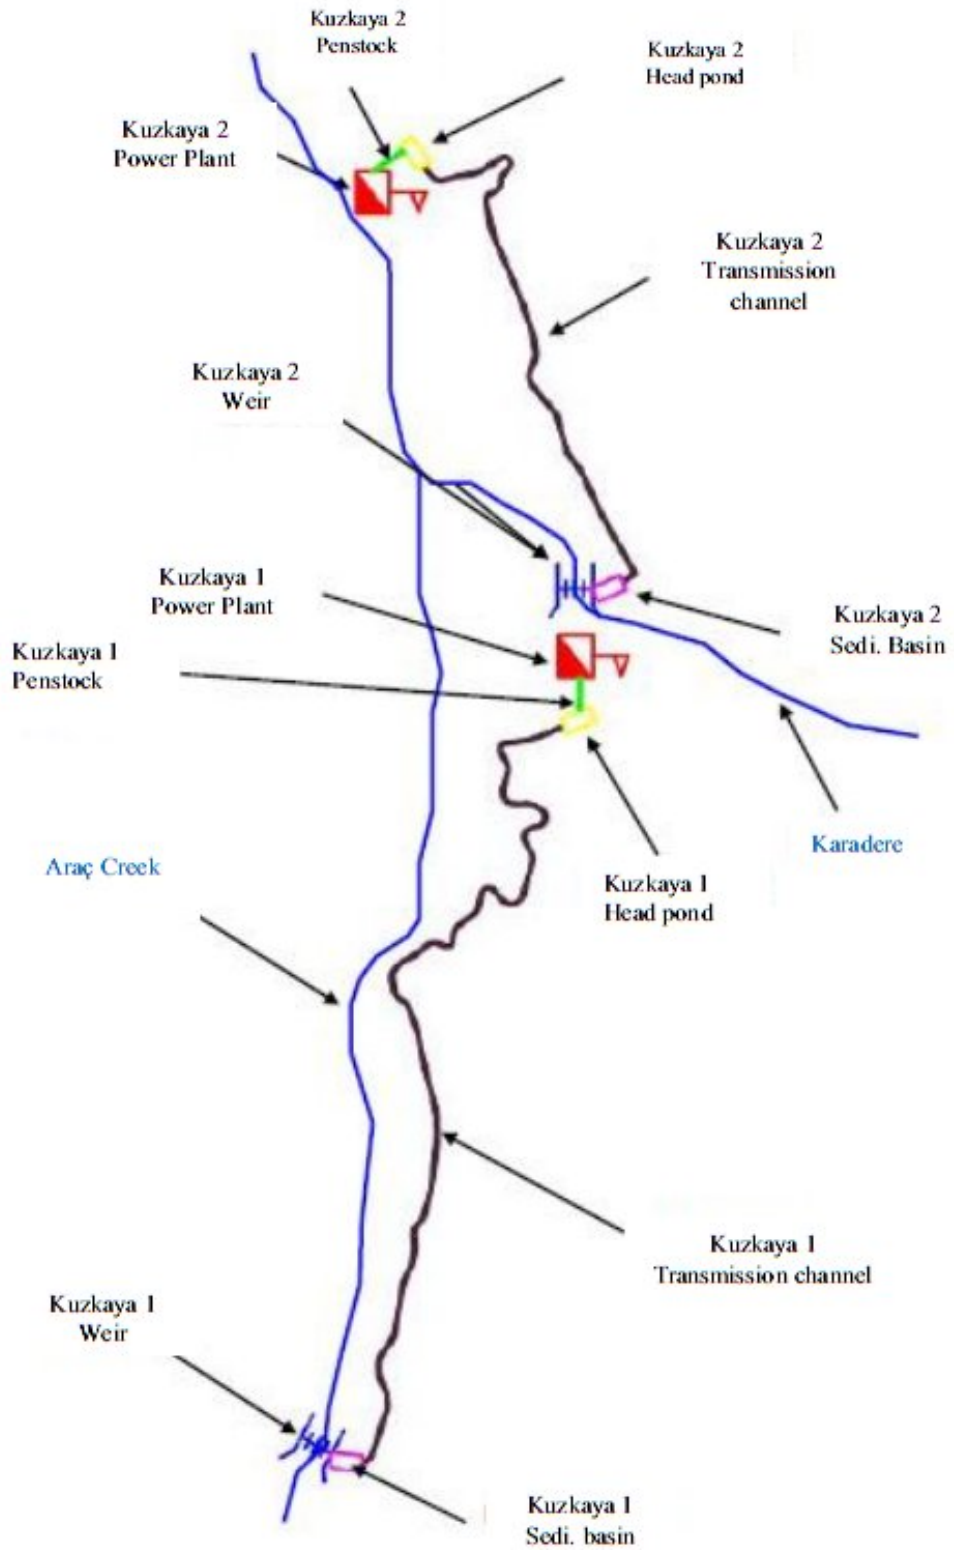 Kuzkaya 2
Penstock
Kuzkaya 2
Head pond
Kuzkaya 2
Power Plant
Kuzkaya 2
Transmission
channel
Kuzkaya 2
Weir
Kuzkaya 1
Power Plant
Kuzkaya 2
Sedi. Basin
Kuzkaya 1
Penstock
Karadere
Araç Creek
Kuzkaya 1
Head pond
Kuzkaya 1
Transmission channel
Kuzkaya 1
Weir
Kuzkaya 1
Sedi. basin